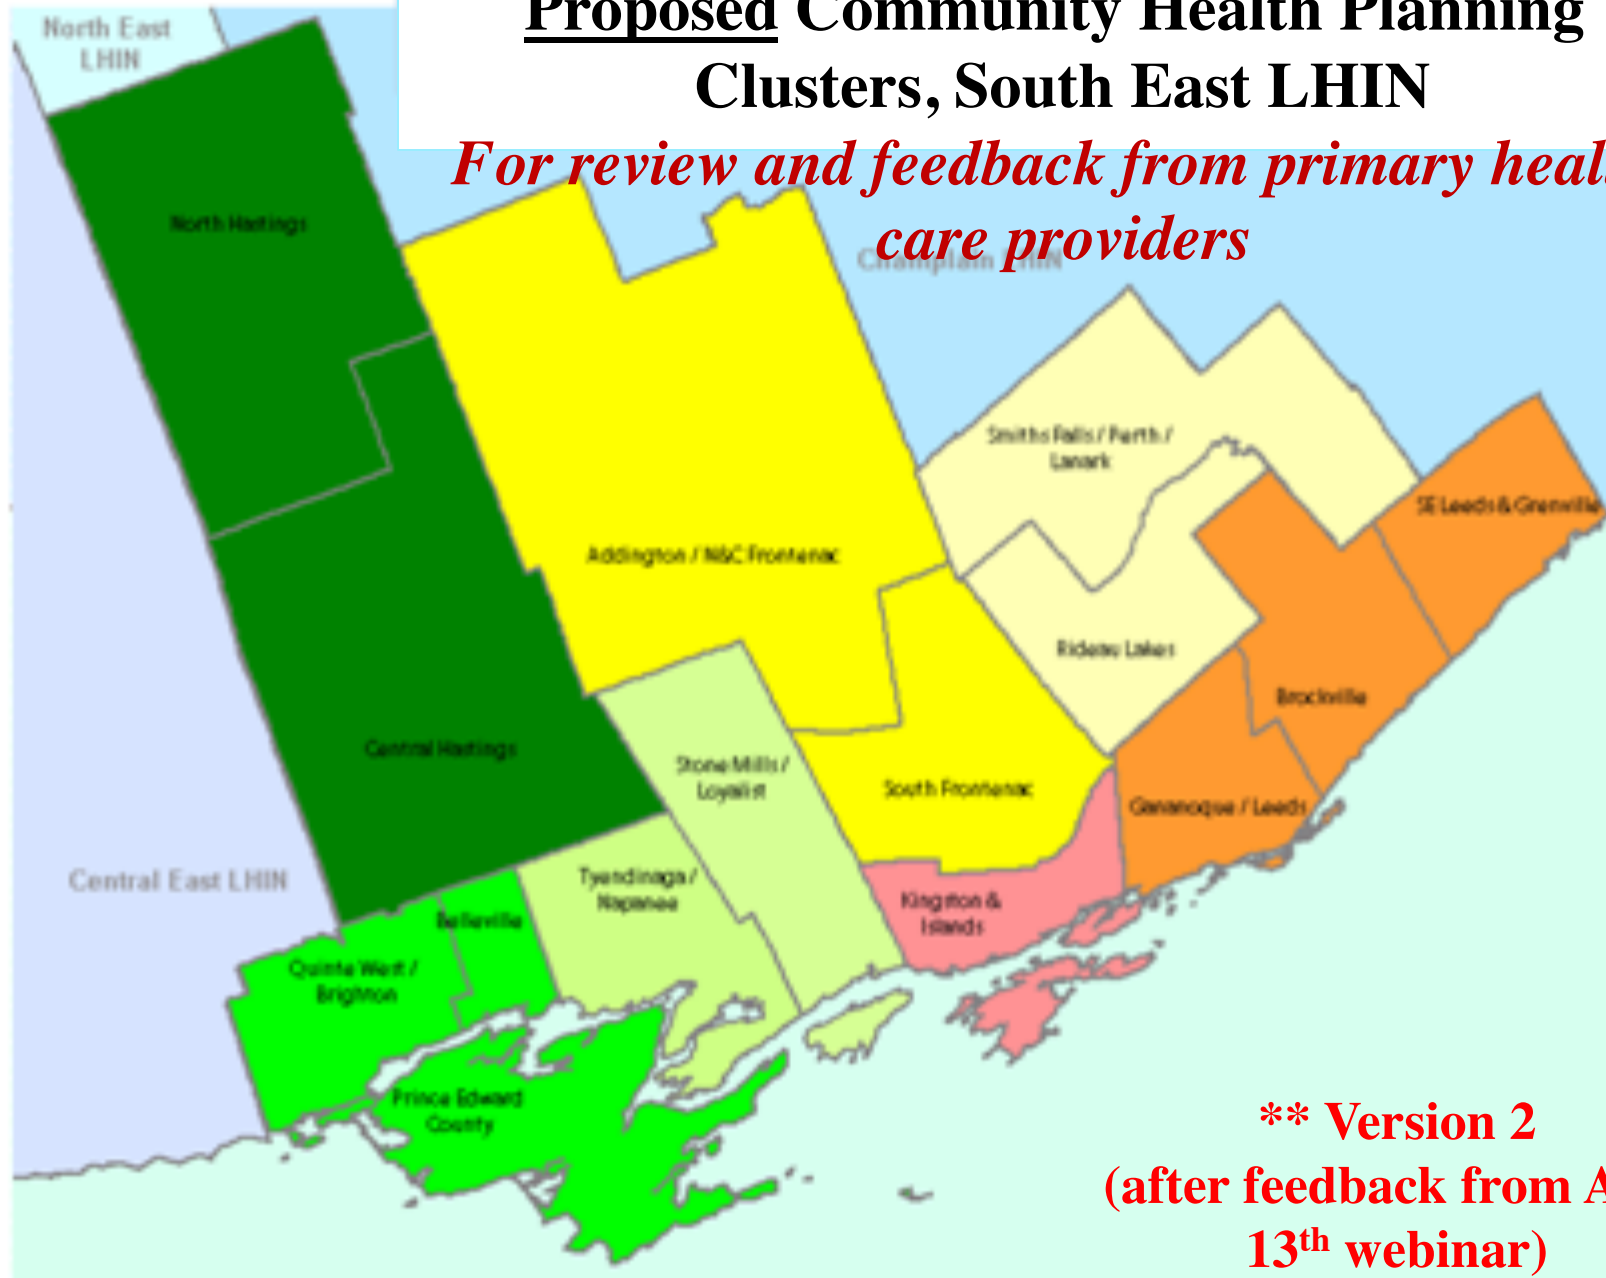 Proposed Community Health Planning
Clusters, South East LHIN
For review and feedback from primary
care providers
North East
LHIN
Champlain LHIN
North Hastings
Smiths Falls / Perth /
Lanark
SE Leeds & Grenville
Addington / N&C Frontenac
Rideau Lakes
Brockville
Central Hastings
Stone Mills /
Loyalist
South Frontenac
Gananoque / Leeds
Central East LHIN
Tyendinaga /
Napanee
Kingston &
Islands
Belleville
Quinte West /
Brighton
Prince Edward
County
** Version 2
(after feedback from
13th webinar)